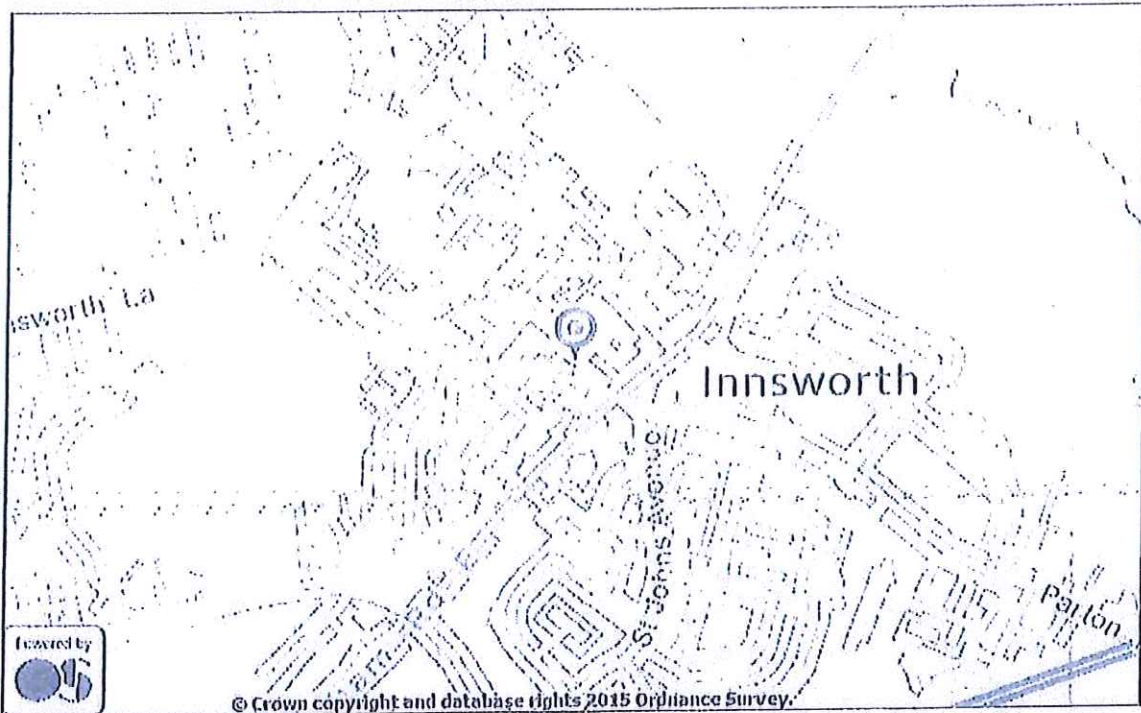 sworth La
Innsworth
St Johns Avenue
Parton
Powered by
© Crown copyright and database rights 2015 Ordnance Survey.